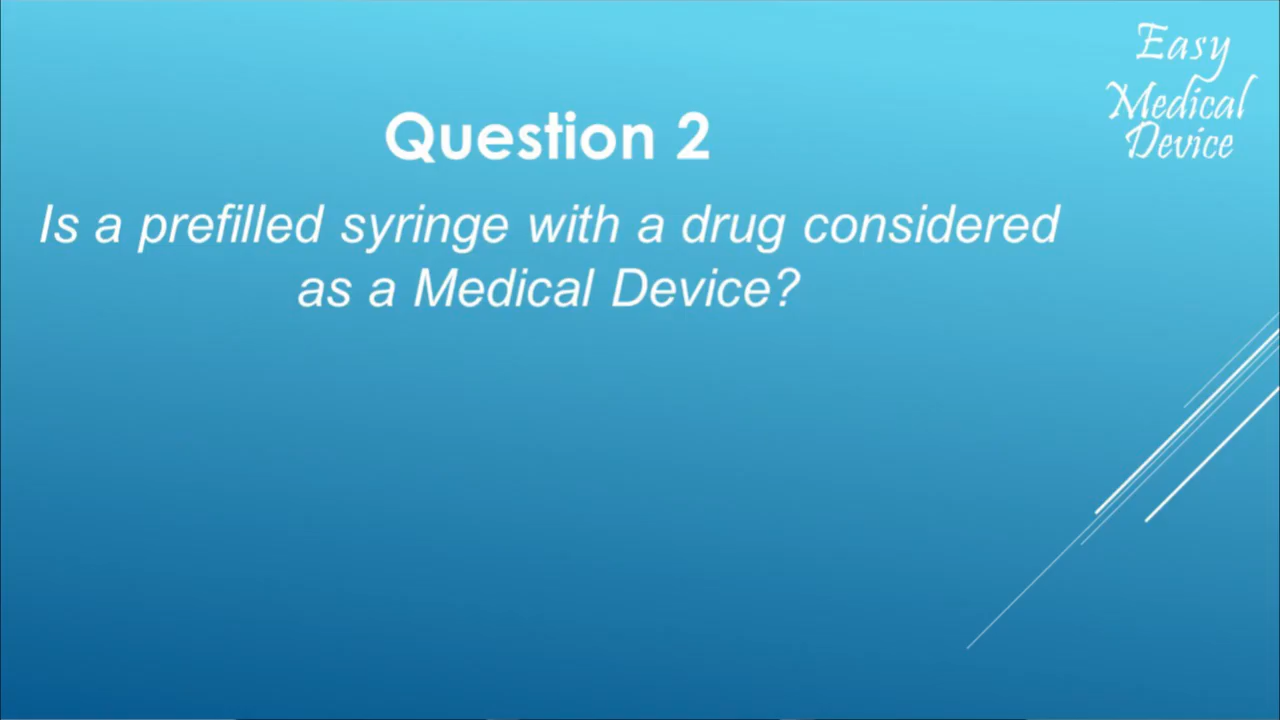 Easy
Medical
Device
Question 2
Is a prefilled syringe with a drug considered
as a Medical Device?